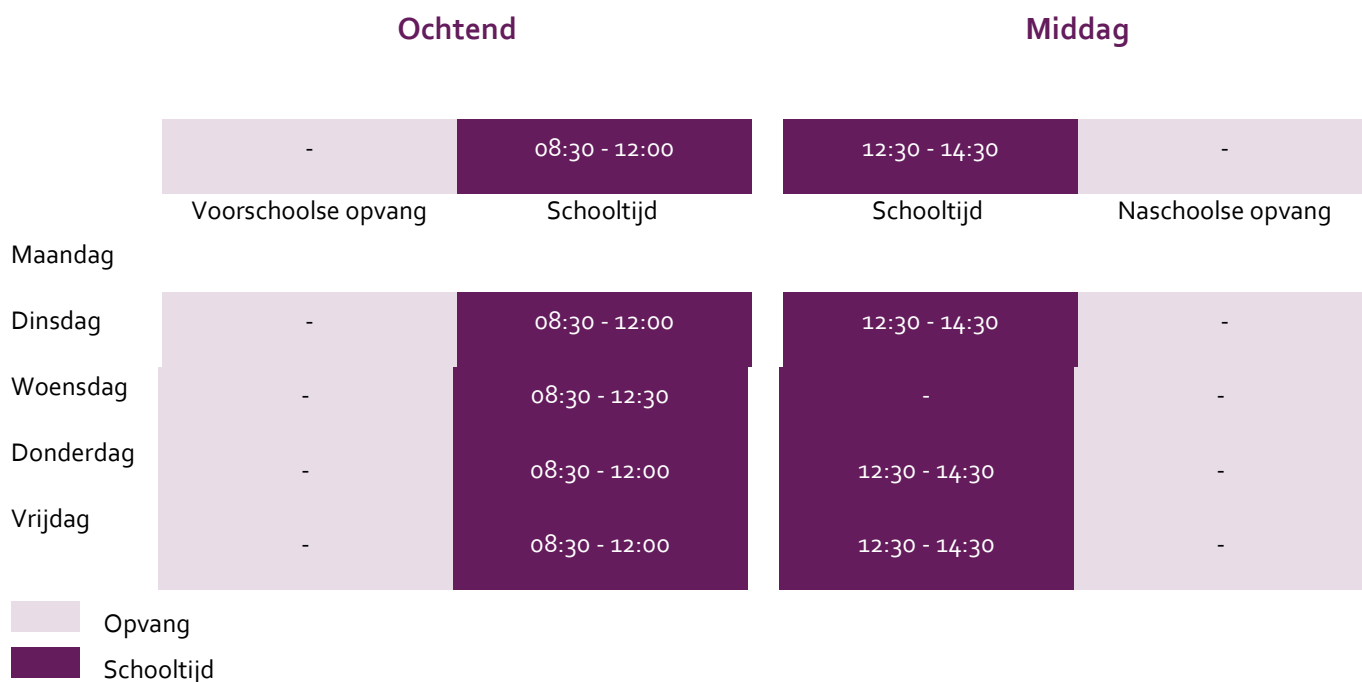 Ochtend Middag
- 08:30 - 12:00 12:30 - 14:30 -
Voorschoolse opvang Schooltijd Schooltijd Naschoolse opvang
Maandag
Dinsdag - 08:30 - 12:00 12:30 - 14:30 -
Woensdag - 08:30 - 12:30 - -
Donderdag - 08:30 - 12:00 12:30 - 14:30 -
Vrijdag - 08:30 - 12:00 12:30 - 14:30 -
Opvang
Schooltijd